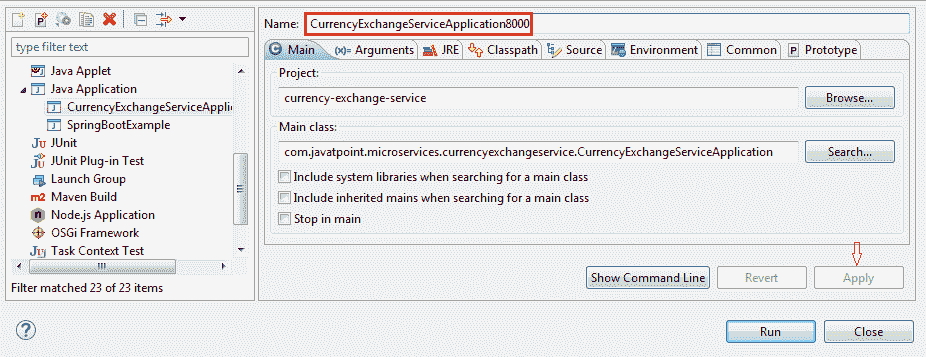 type filter text
Java Applet
Java Application
CurrencyExchangeServiceApplic
SpringBootExample
JUnit
JUnit Plug-in Test
Launch Group
Maven Build
Node.js Application
OSGi Framework
Task Context Test
Filter matched 23 of 23 items
Name: CurrencyExchangeServiceApplication8000
Main (x)= Arguments JRE Classpath Source Environment Common Prototype
Project:
currency-exchange-service Browse...
Main class:
com.javatpoint.microservices.currencyexchangeservice.CurrencyExchangeServiceApplication Search...
Include system libraries when searching for a main class
Include inherited mains when searching for a main class
Stop in main
Show Command Line Revert Apply
Run Close